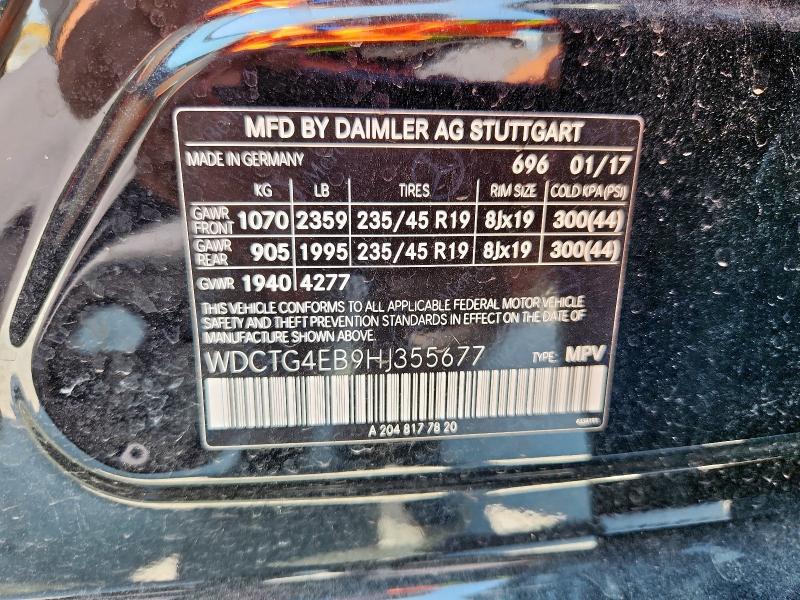 MFD BY DAIMLER AG STUTTGART
MADE IN GERMANY 696 01/17
KG LB TIRES RIM SIZE COLD KPA(PSI)
GAWR FRONT 1070 2359 235/45 R19 8Jx19 300(44)
GAWR REAR 905 1995 235/45 R19 8Jx19 300(44)
GVWR 1940 4277
THIS VEHICLE CONFORMS TO ALL APPLICABLE FEDERAL MOTOR VEHICLE
SAFETY AND THEFT PREVENTION STANDARDS IN EFFECT ON THE DATE OF
MANUFACTURE SHOWN ABOVE.
WDCTG4EB9HJ355677 TYPE: MPV
A 204 817 78 20